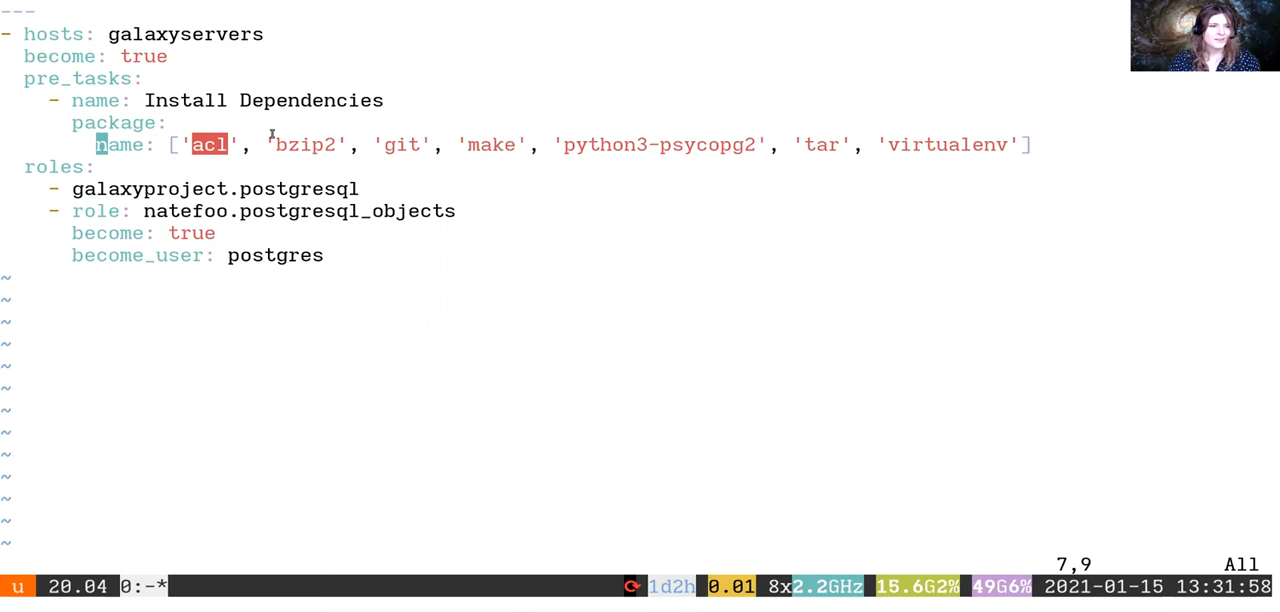 ---
- hosts: galaxyservers
  become: true
  pre_tasks:
    - name: Install Dependencies
      package:
        name: ['acl', 'bzip2', 'git', 'make', 'python3-psycopg2', 'tar', 'virtualenv']
  roles:
    - galaxyproject.postgresql
    - role: natefoo.postgresql_objects
      become: true
      become_user: postgres
~
~
~
~
~
~
~
~
~
~
~
~
~
7,9 All
u 20.04 0:-* 1d2h 0.01 8x2.2GHz 15.6G2% 49G6% 2021-01-15 13:31:58